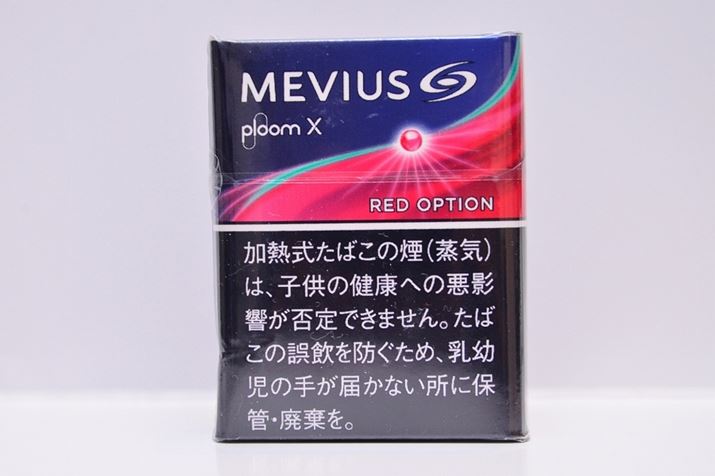 MEVIUS
ploom X
RED OPTION
加熱式たばこの煙(蒸気)
は、子供の健康への悪影
響が否定できません。たば
この誤飲を防ぐため、乳幼
児の手が届かない所に保
管・廃棄を。